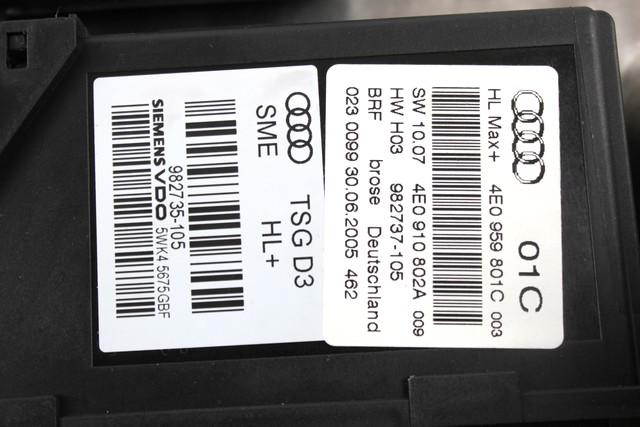 01C
HL Max+ 4E0 959 801C 003
SW 10.07 4E0 910 802A 009
HW H03 982737-105
BRF brose Deutschland
023 0099 30.06.2005 462
TSG D3
SME HL+
982735-105
SIEMENS VDO 5WK4 5675GBF